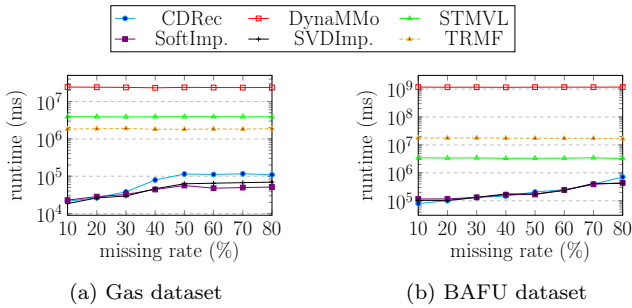 CDRec DynaMMo STMVL
SoftImp. SVDImp. TRMF
runtime (ms)
10^7
10^6
10^5
10^4
10 20 30 40 50 60 70 80
missing rate (%)
(a) Gas dataset
runtime (ms)
10^9
10^8
10^7
10^6
10^5
10 20 30 40 50 60 70 80
missing rate (%)
(b) BAFU dataset